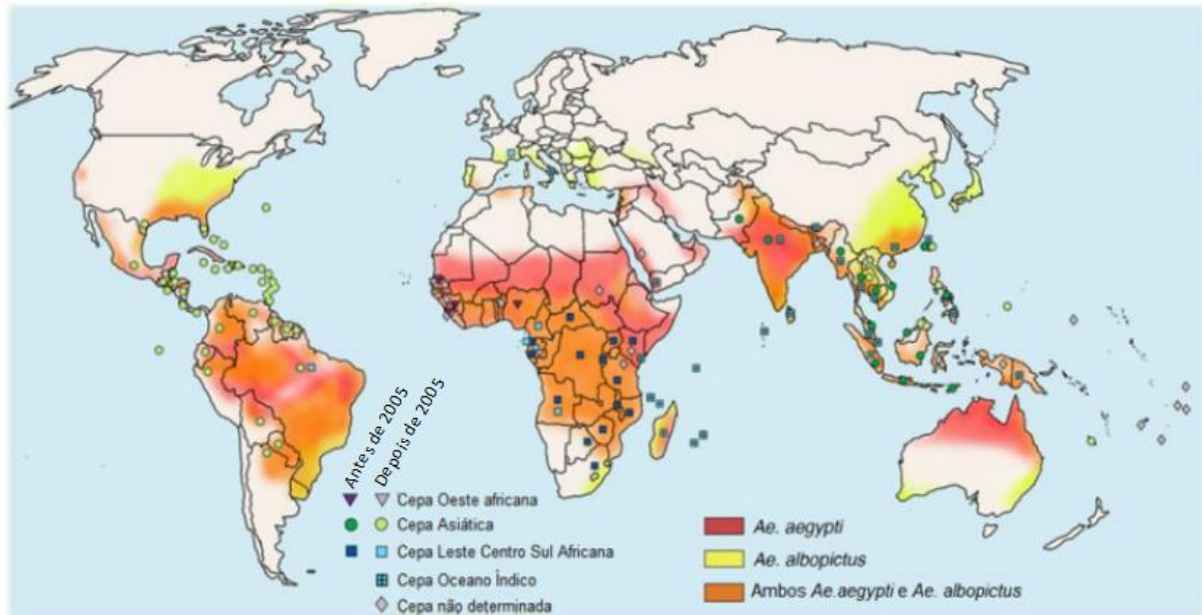 Antes de 2005
Depois de 2005
Cepa Oeste africana
Cepa Asiática
Cepa Leste Centro Sul Africana
Cepa Oceano Índico
Cepa não determinada
Ae. aegypti
Ae. albopictus
Ambos Ae.aegypti e Ae. albopictus